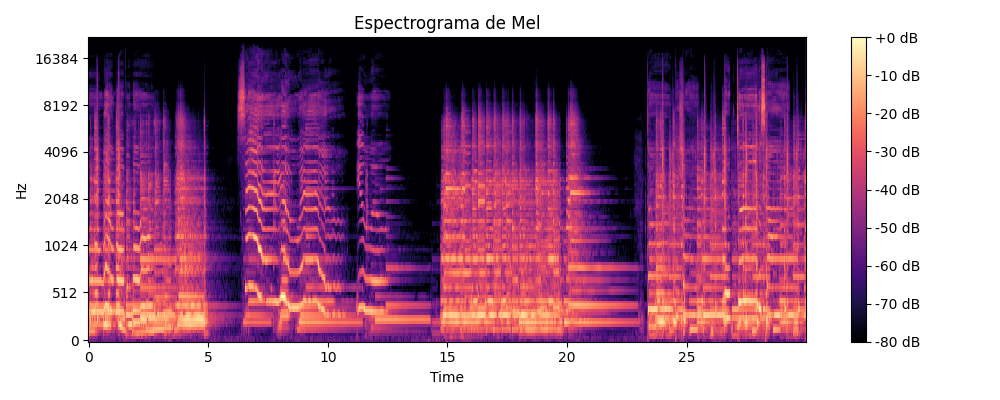 Espectrograma de Mel
Hz
16384
8192
4096
2048
1024
512
0
0 5 10 15 20 25
Time
+0 dB
-10 dB
-20 dB
-30 dB
-40 dB
-50 dB
-60 dB
-70 dB
-80 dB